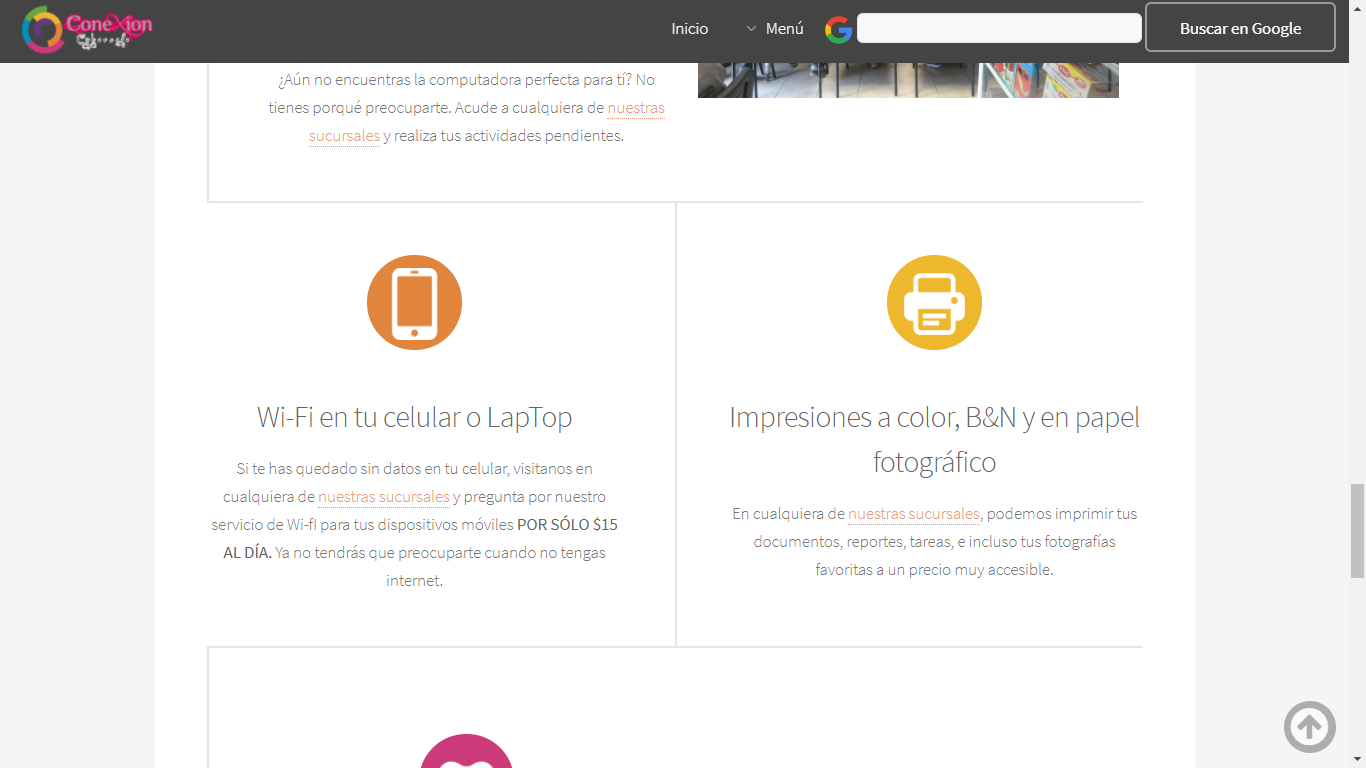 Conexion
Inicio
Menú
Buscar en Google
¿Aún no encuentras la computadora perfecta para tí? No
tienes porqué preocuparte. Acude a cualquiera de nuestras
sucursales y realiza tus actividades pendientes.
Wi-Fi en tu celular o LapTop
Si te has quedado sin datos en tu celular, visitanos en
cualquiera de nuestras sucursales y pregunta por nuestro
servicio de Wi-fI para tus dispositivos móviles POR SÓLO $15
AL DÍA. Ya no tendrás que preocuparte cuando no tengas
internet.
Impresiones a color, B&N y en papel
fotográfico
En cualquiera de nuestras sucursales, podemos imprimir tus
documentos, reportes, tareas, e incluso tus fotografías
favoritas a un precio muy accesible.